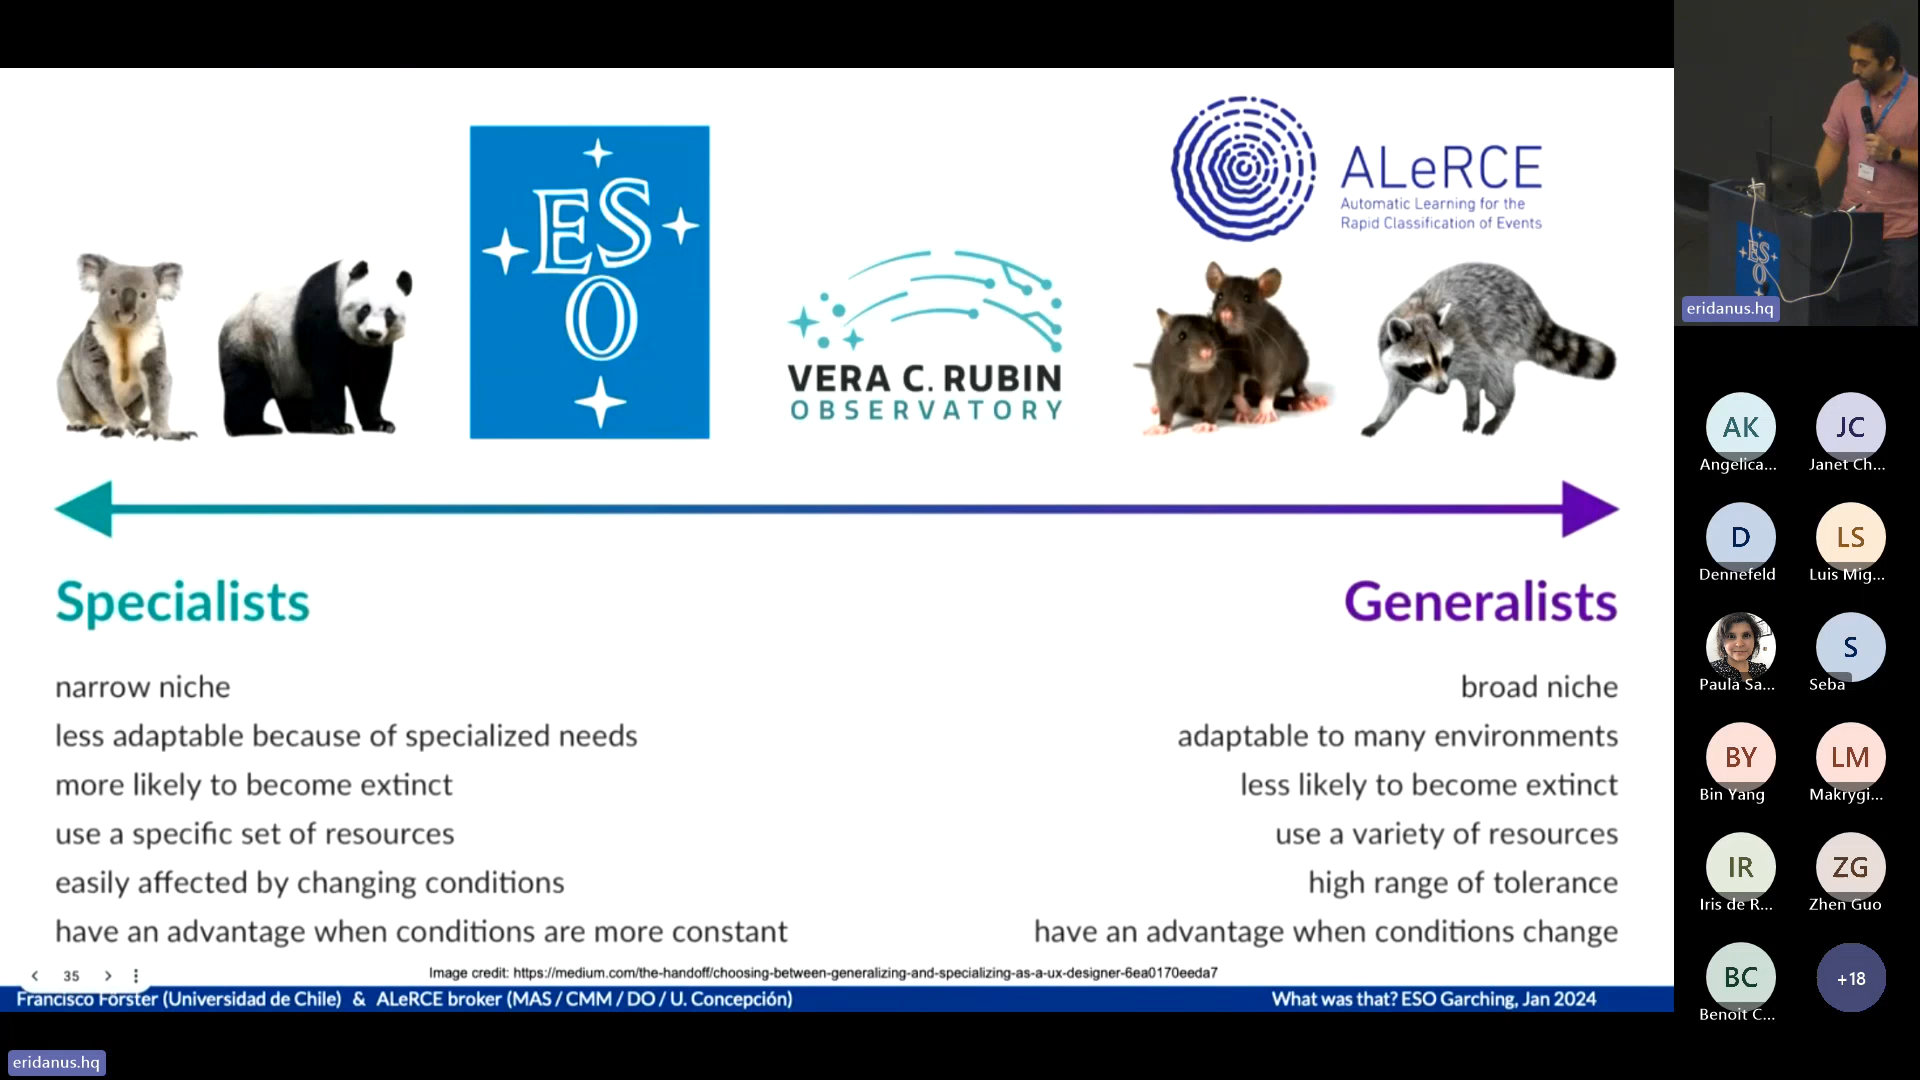 ESO
ALeRCE
Automatic Learning for the
Rapid Classification of Events
VERA C. RUBIN
OBSERVATORY
Specialists
Generalists
narrow niche
broad niche
less adaptable because of specialized needs
adaptable to many environments
more likely to become extinct
less likely to become extinct
use a specific set of resources
use a variety of resources
easily affected by changing conditions
high range of tolerance
have an advantage when conditions are more constant
have an advantage when conditions change
35
Image credit: https://medium.com/the-handoff/choosing-between-generalizing-and-specializing-as-a-ux-designer-6ea0170eeda7
Francisco Förster (Universidad de Chile) & ALeRCE broker (MAS / CMM / DO / U. Concepción)
What was that? ESO Garching, Jan 2024
eridanus.hq
ESO
eridanus.hq
AK
Angelica...
JC
Janet Ch...
D
Dennefeld
LS
Luis Mig...
Paula Sa...
S
Seba
BY
Bin Yang
LM
Makrygi...
IR
Iris de R...
ZG
Zhen Guo
BC
Benoit C...
+18